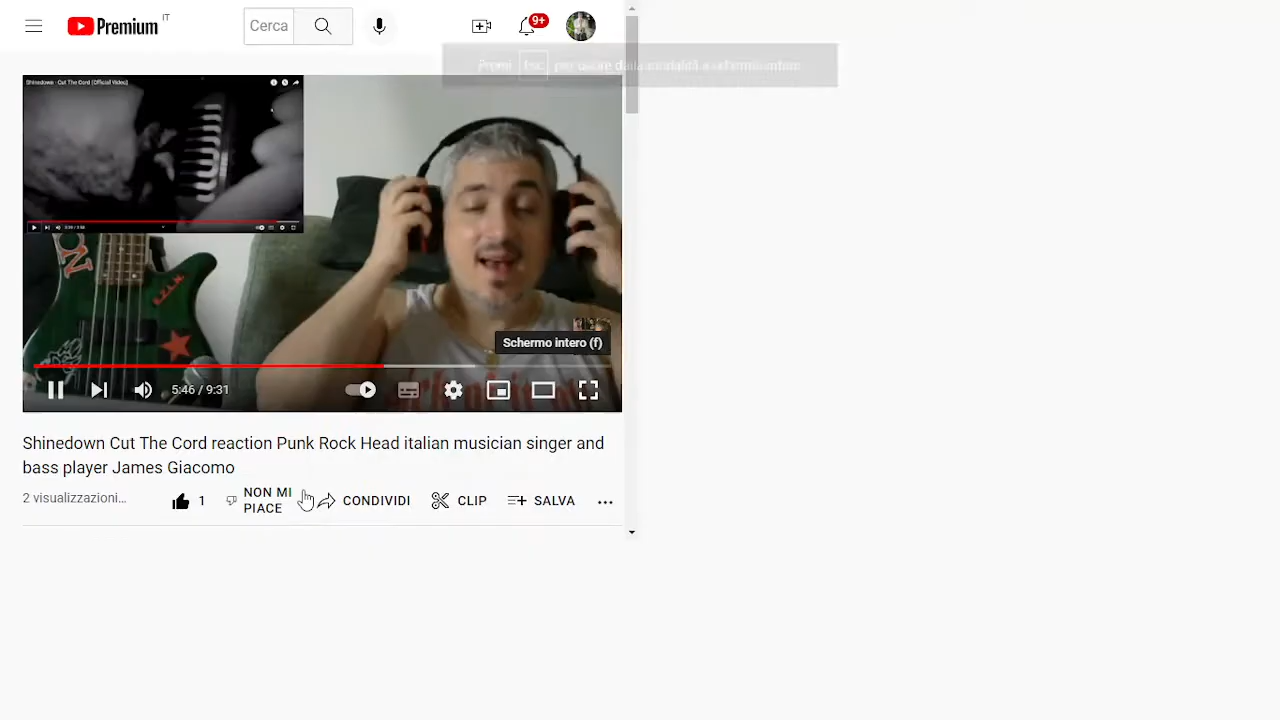 Premium IT
Cerca
9+
Shinedown - Cut The Cord (Official Video)
E.Z.L.N.
Schermo intero (f)
5:46 / 9:31
Shinedown Cut The Cord reaction Punk Rock Head italian musician singer and
bass player James Giacomo
2 visualizzazioni...
1
NON MI
PIACE
CONDIVIDI
CLIP
SALVA